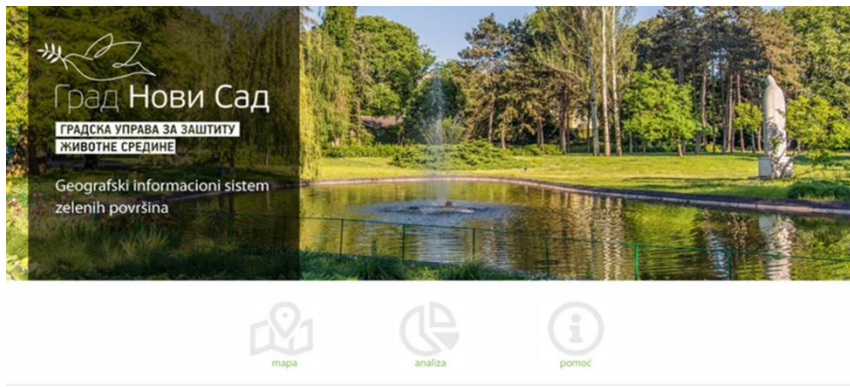 Град Нови Сад
ГРАДСКА УПРАВА ЗА ЗАШТИТУ
ЖИВОТНЕ СРЕДИНЕ
Geografski informacioni sistem
zelenih površina
mapa
analiza
pomoć